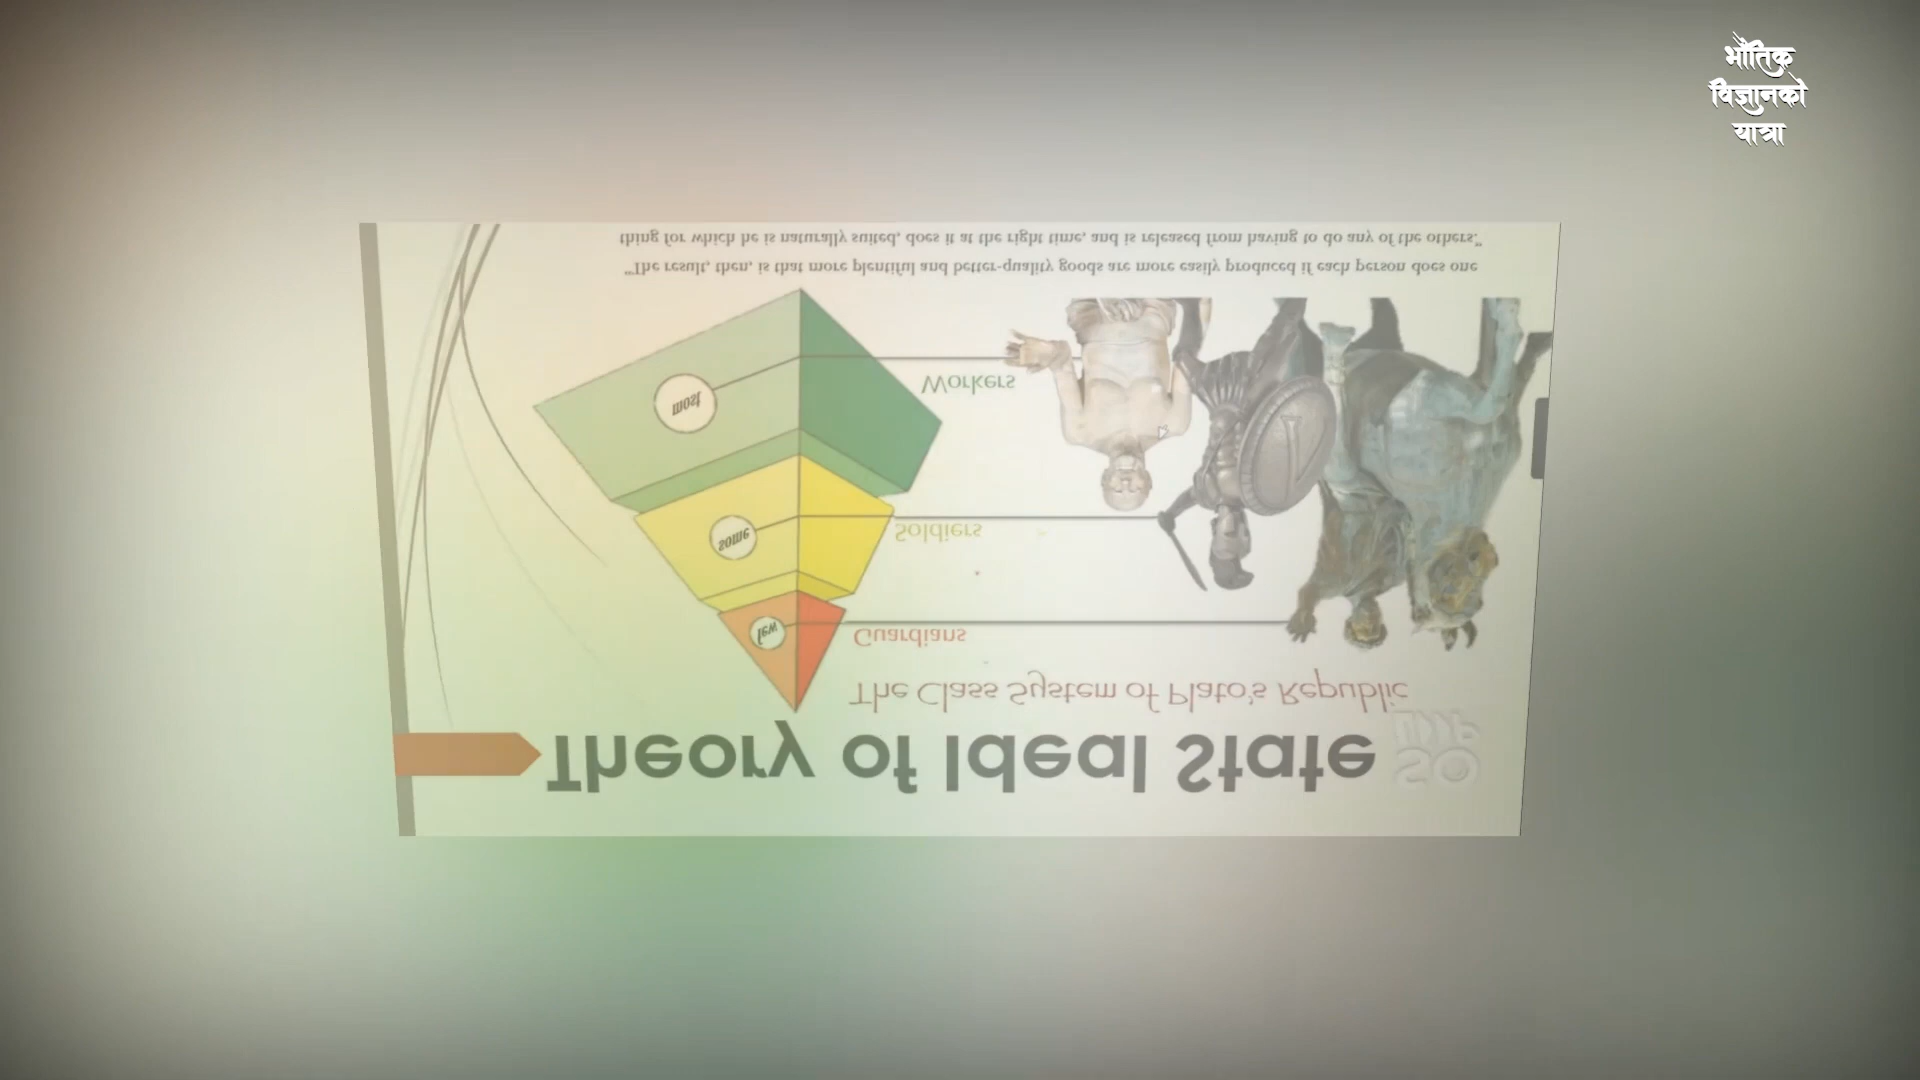 भौतिक
विज्ञानको
यात्रा
Theory of Ideal State
The Class System of Plato's Republic
few
Guardians
some
Soldiers
most
Workers
"The result, then, is that more plentiful and better-quality goods are more easily produced if each person does one
thing for which he is naturally suited, does it at the right time, and is released from having to do any of the others."